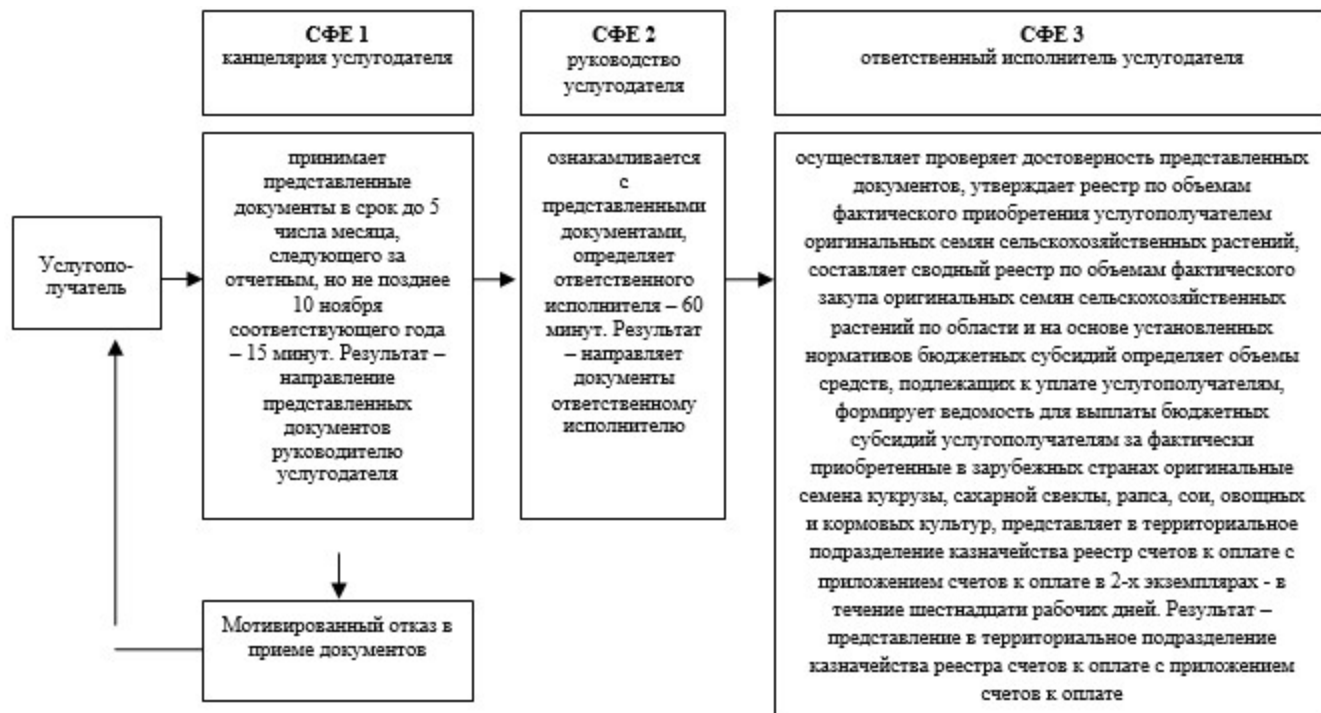 СФЕ 1
канцелярия услугодателя
СФЕ 2
руководство
услугодателя
СФЕ 3
ответственный исполнитель услугодателя
Услугопо-
лучатель
принимает
представленные
документы в срок до 5
числа месяца,
следующего за
отчетным, но не позднее
10 ноября
соответствующего года
– 15 минут. Результат –
направление
представленных
документов
руководителю
услугодателя
ознакамливается
с
представленными
документами,
определяет
ответственного
исполнителя – 60
минут. Результат
– направляет
документы
ответственному
исполнителю
осуществляет проверяет достоверность представленных
документов, утверждает реестр по объемам
фактического приобретения услугополучателем
оригинальных семян сельскохозяйственных растений,
составляет сводный реестр по объемам фактического
закупа оригинальных семян сельскохозяйственных
растений по области и на основе установленных
нормативов бюджетных субсидий определяет объемы
средств, подлежащих к уплате услугополучателям,
формирует ведомость для выплаты бюджетных
субсидий услугополучателям за фактически
приобретенные в зарубежных странах оригинальные
семена кукрузы, сахарной свеклы, рапса, сои, овощных
и кормовых культур, представляет в территориальное
подразделение казначейства реестр счетов к оплате с
приложением счетов к оплате в 2-х экземплярах - в
течение шестнадцати рабочих дней. Результат –
представление в территориальное подразделение
казначейства реестра счетов к оплате с приложением
счетов к оплате
Мотивированный отказ в
приеме документов